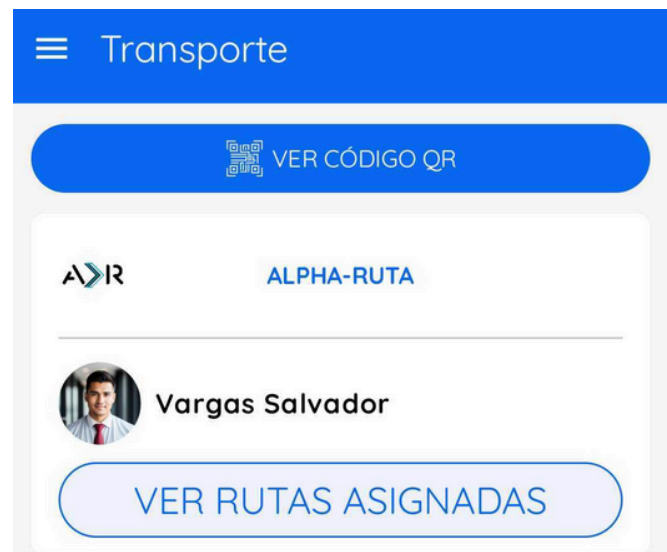 Transporte
VER CÓDIGO QR
A R ALPHA-RUTA
Vargas Salvador
VER RUTAS ASIGNADAS